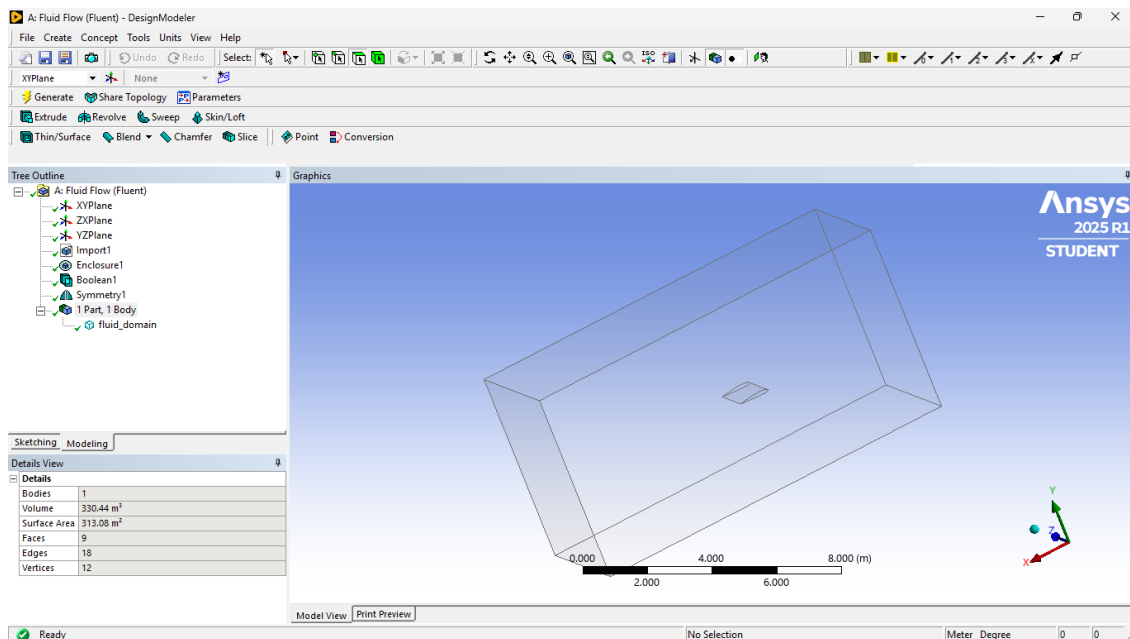 A: Fluid Flow (Fluent) - DesignModeler
File Create Concept Tools Units View Help
Undo Redo Select:
ISO
XYPlane None
Generate Share Topology Parameters
Extrude Revolve Sweep Skin/Loft
Thin/Surface Blend Chamfer Slice Point Conversion
Tree Outline
A: Fluid Flow (Fluent)
XYPlane
ZXPlane
YZPlane
Import1
Enclosure1
Boolean1
Symmetry1
1 Part, 1 Body
fluid_domain
Sketching Modeling
Details View
Details
Bodies 1
Volume 330.44 m³
Surface Area 313.08 m²
Faces 9
Edges 18
Vertices 12
Graphics
Ansys
2025 R1
STUDENT
Y
Z
X
0.000 4.000 8.000 (m)
2.000 6.000
Model View Print Preview
Ready No Selection Meter Degree 0 0